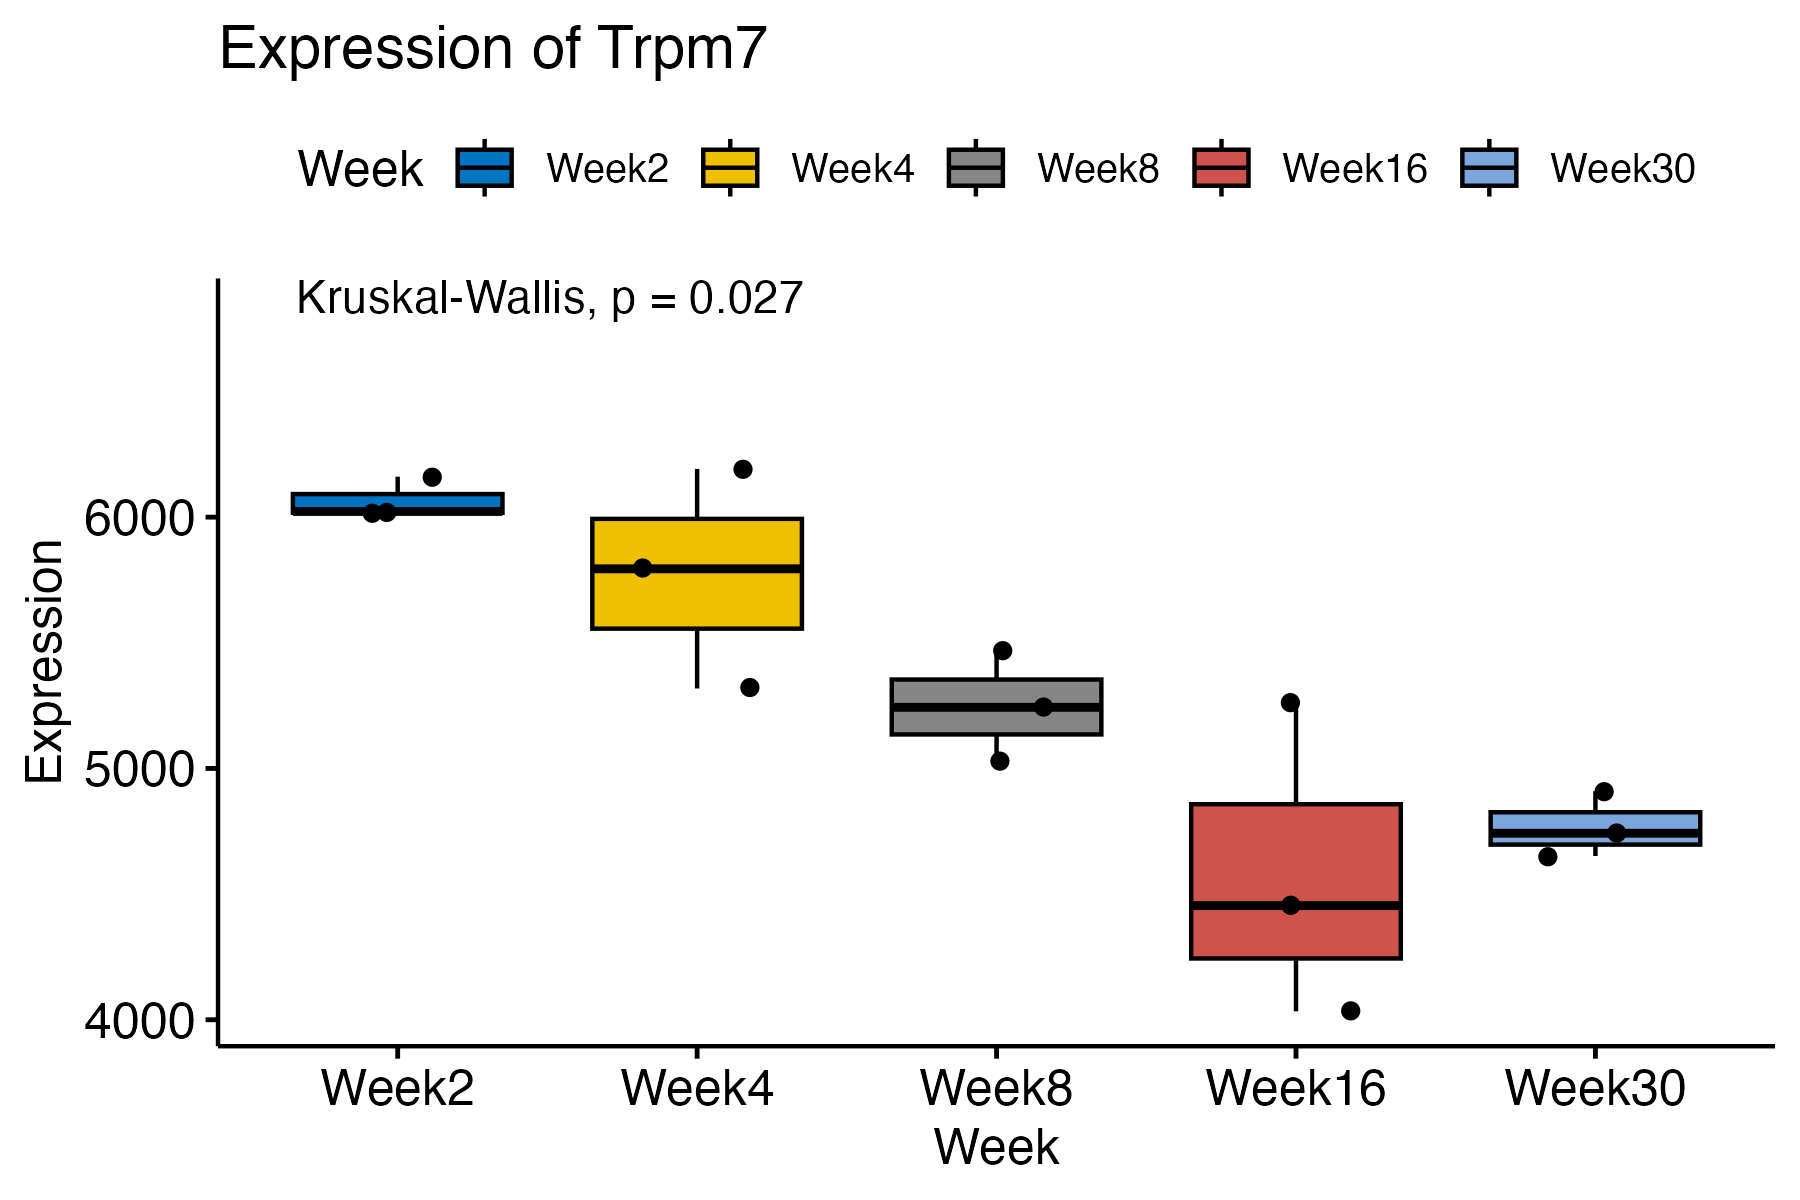 Expression of Trpm7
Week Week2 Week4 Week8 Week16 Week30
Kruskal-Wallis, p = 0.027
Expression
6000
5000
4000
Week2 Week4 Week8 Week16 Week30
Week